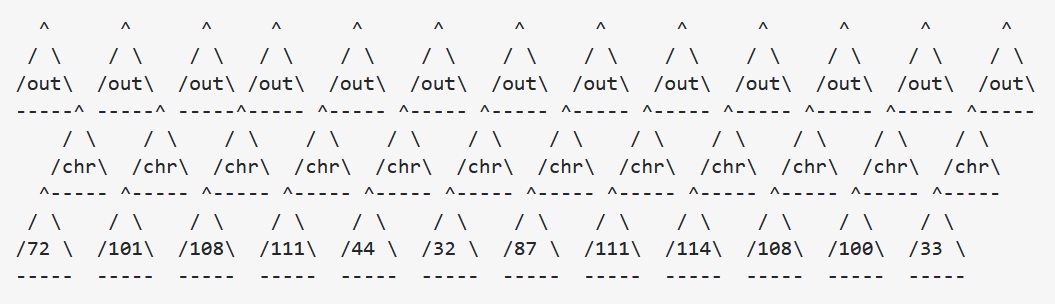 ^      ^      ^     ^      ^      ^      ^      ^      ^      ^      ^      ^      ^
 / \    / \    / \   / \    / \    / \    / \    / \    / \    / \    / \    / \    / \
/out\  /out\  /out\ /out\  /out\  /out\  /out\  /out\  /out\  /out\  /out\  /out\  /out\
-----^ -----^ -----^----- ^----- ^----- ^----- ^----- ^----- ^----- ^----- ^----- ^-----
    / \    / \    / \    / \    / \    / \    / \    / \    / \    / \    / \    / \
   /chr\  /chr\  /chr\  /chr\  /chr\  /chr\  /chr\  /chr\  /chr\  /chr\  /chr\  /chr\
  ^----- ^----- ^----- ^----- ^----- ^----- ^----- ^----- ^----- ^----- ^----- ^-----
 / \    / \    / \    / \    / \    / \    / \    / \    / \    / \    / \    / \
/72 \  /101\  /108\  /111\  /44 \  /32 \  /87 \  /111\  /114\  /108\  /100\  /33 \
-----  -----  -----  -----  -----  -----  -----  -----  -----  -----  -----  -----